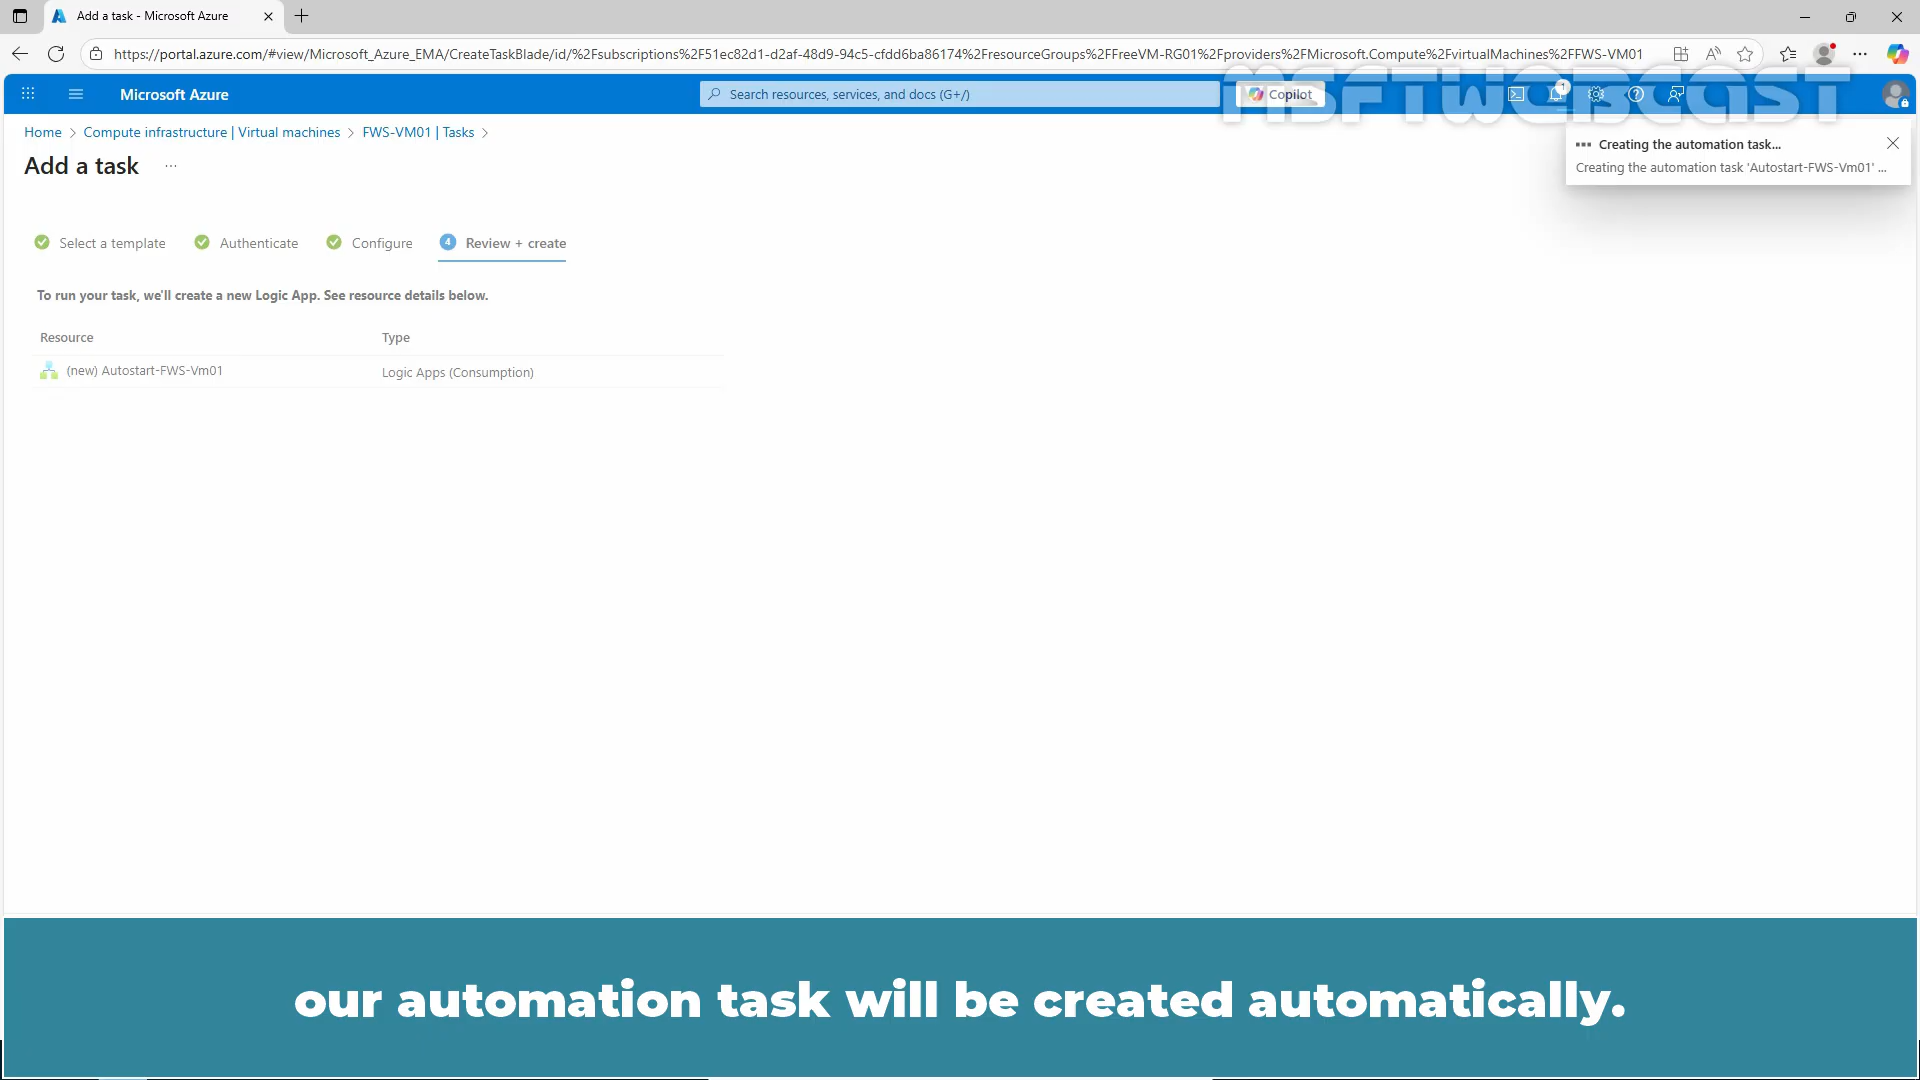 Add a task - Microsoft Azure
https://portal.azure.com/#view/Microsoft_Azure_EMA/CreateTaskBlade/id/%2Fsubscriptions%2F51ec82d1-d2af-48d9-94c5-cfdd6ba86174%2FresourceGroups%2FFreeVM-RG01%2Fproviders%2FMicrosoft.Compute%2FvirtualMachines%2FFWS-VM01
Microsoft Azure
Search resources, services, and docs (G+/)
Copilot
1
MSFTWEBCAST
Home > Compute infrastructure | Virtual machines > FWS-VM01 | Tasks >
Add a task ...
Creating the automation task...
Creating the automation task 'Autostart-FWS-Vm01' ...
Select a template
Authenticate
Configure
4 Review + create
To run your task, we'll create a new Logic App. See resource details below.
Resource Type
(new) Autostart-FWS-Vm01 Logic Apps (Consumption)
our automation task will be created automatically.